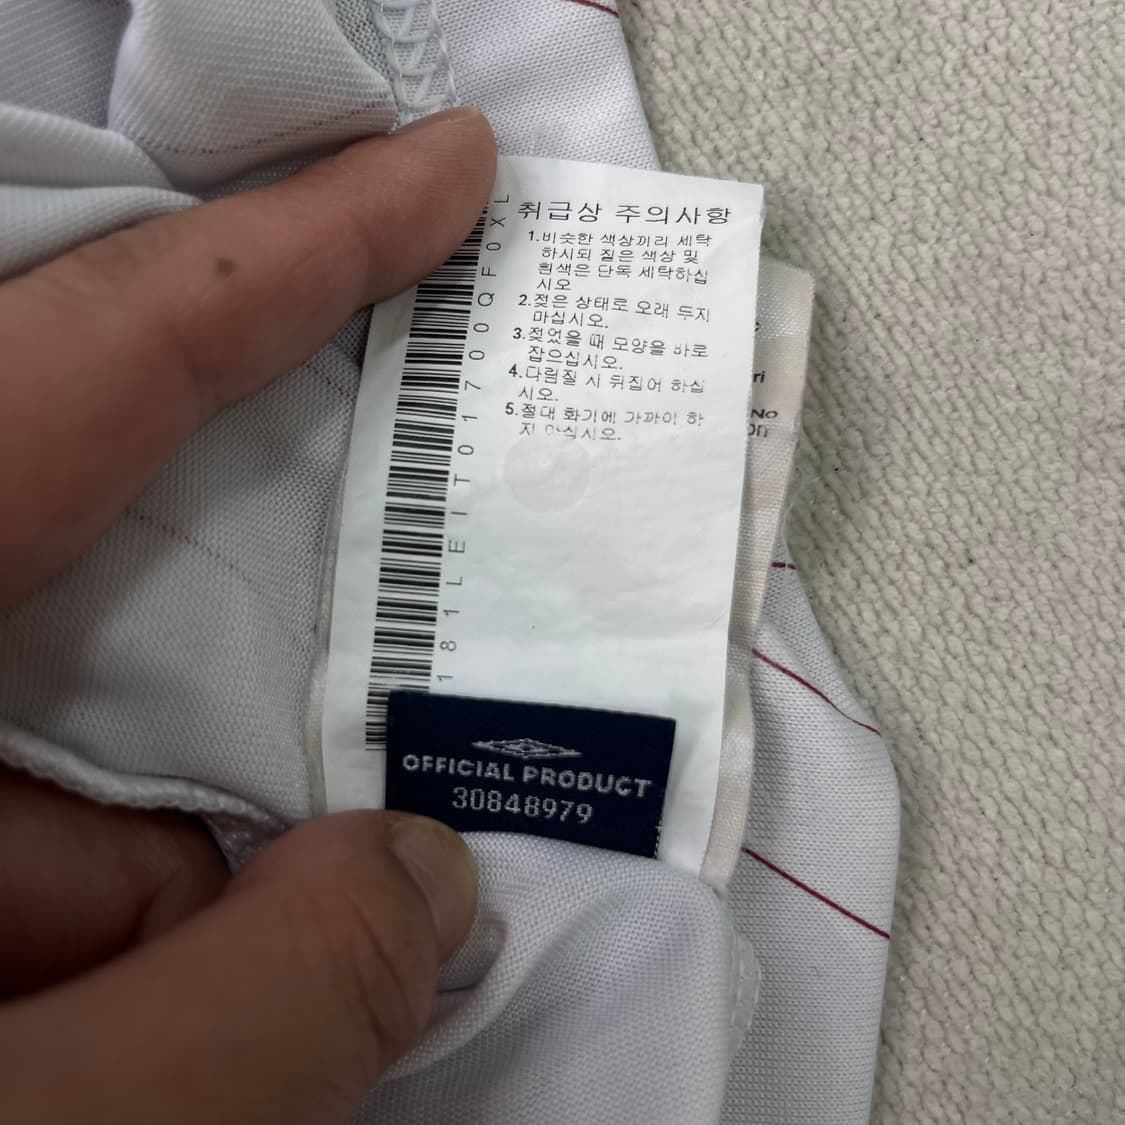 취급상 주의사항
1.비슷한 색상끼리 세탁
하시되 짙은 색상 및
흰색은 단독 세탁하십
시오
2.젖은 상태로 오래 두지
마십시오.
3.젖었을 때 모양을 바로
잡으십시오.
4.다림질 시 뒤집어 하십
시오.
5.절대 화기에 가까이 하
지 마십시오.
181LEIT01700QF0XL
OFFICIAL PRODUCT
30848979
No